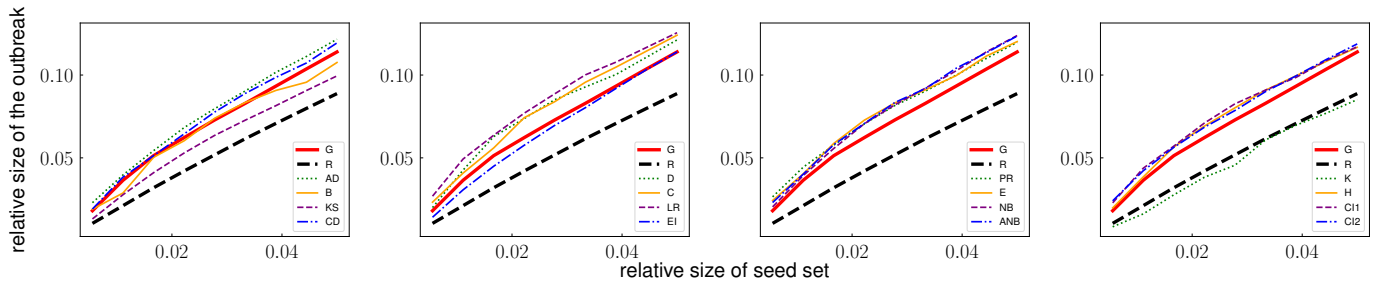 relative size of the outbreak
0.10
0.05
0.02
0.04
G
R
AD
B
KS
CD
0.10
0.05
0.02
0.04
G
R
D
C
LR
EI
0.10
0.05
0.02
0.04
G
R
PR
E
NB
ANB
0.10
0.05
0.02
0.04
G
R
K
H
CI1
CI2
relative size of seed set